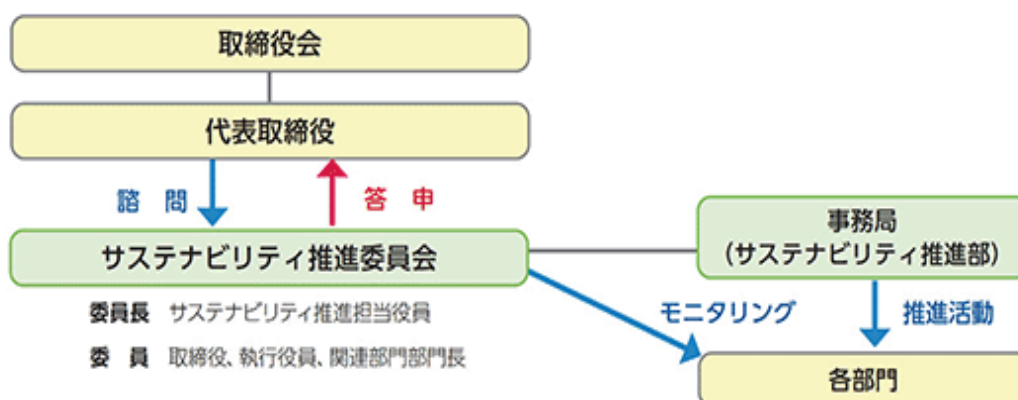 取締役会
代表取締役
諮 問
答 申
サステナビリティ推進委員会
事務局
(サステナビリティ推進部)
委員長 サステナビリティ推進担当役員
委 員 取締役、執行役員、関連部門部門長
モニタリング
推進活動
各部門